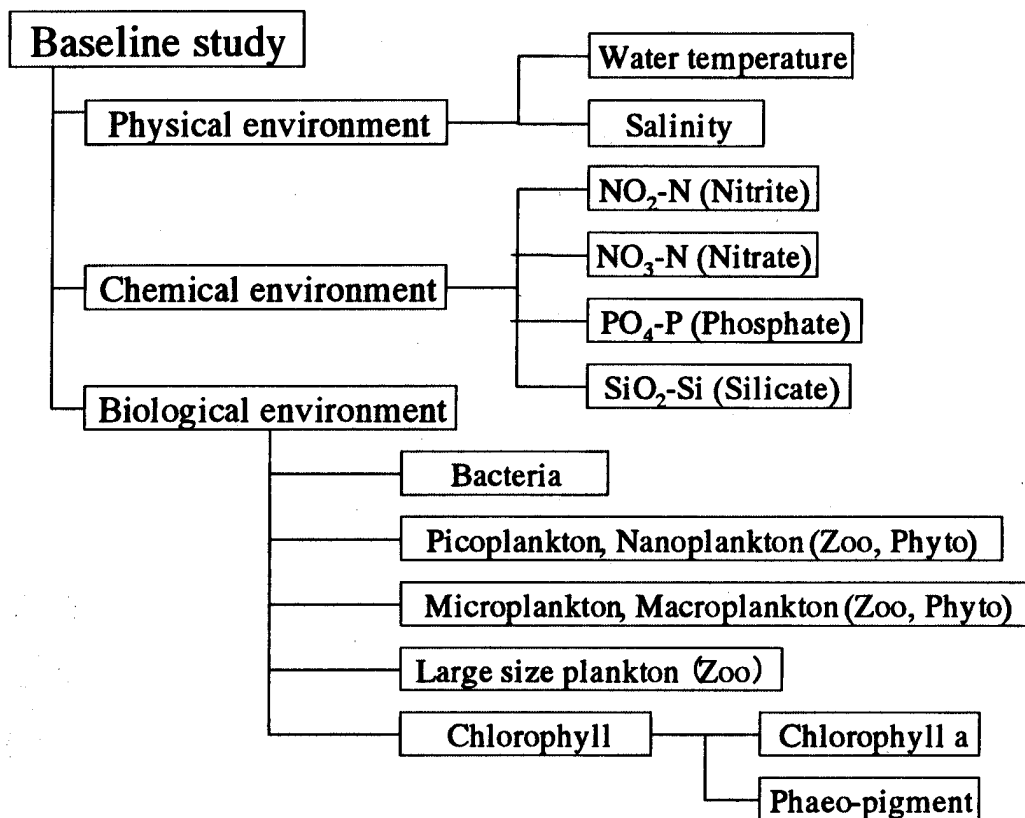 Baseline study
Water temperature
Physical environment
Salinity
NO₂-N (Nitrite)
NO₃-N (Nitrate)
Chemical environment
PO₄-P (Phosphate)
SiO₂-Si (Silicate)
Biological environment
Bacteria
Picoplankton, Nanoplankton (Zoo, Phyto)
Microplankton, Macroplankton (Zoo, Phyto)
Large size plankton (Zoo)
Chlorophyll
Chlorophyll a
Phaeo-pigment